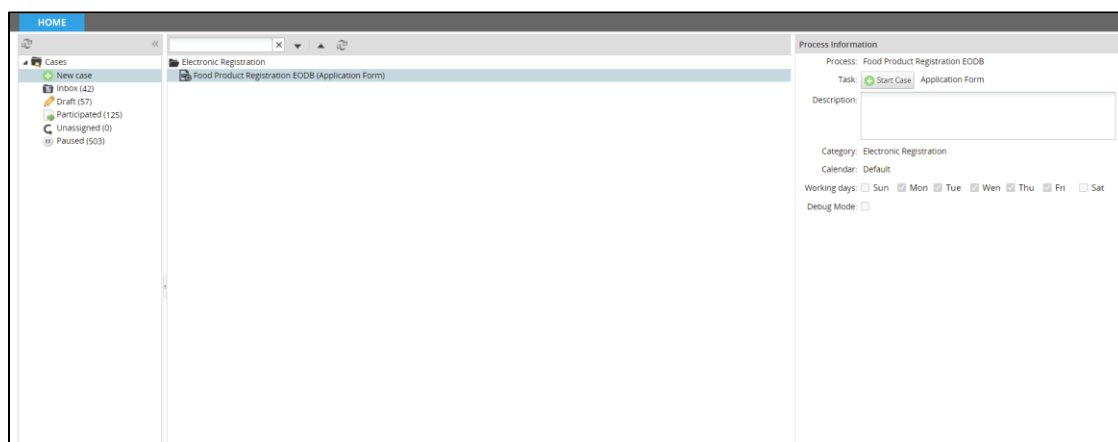 HOME
Cases
New case
Inbox (42)
Draft (57)
Participated (125)
Unassigned (0)
Paused (503)
Electronic Registration
Food Product Registration EODB (Application Form)
Process Information
Process: Food Product Registration EODB
Task: Start Case Application Form
Description:
Category: Electronic Registration
Calendar: Default
Working days: Sun Mon Tue Wen Thu Fri Sat
Debug Mode: